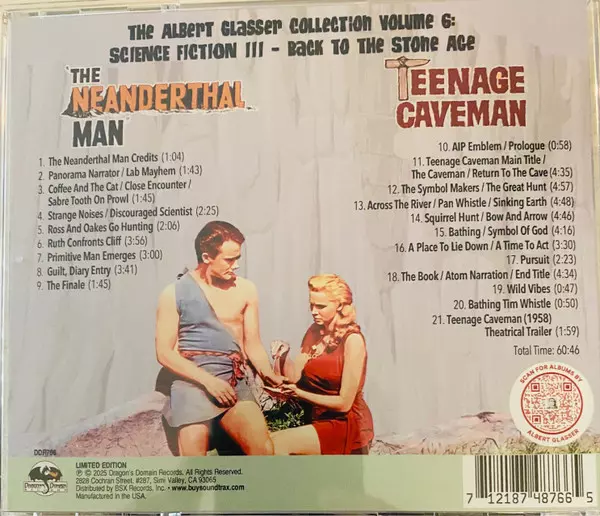 The Albert Glasser Collection Volume 6:
Science Fiction III – Back to the Stone Age
THE
NEANDERTHAL
MAN
1. The Neanderthal Man Credits (1:04)
2. Panorama Narrator / Lab Mayhem (1:43)
3. Coffee And The Cat / Close Encounter /
Sabre Tooth On Prowl (1:45)
4. Strange Noises / Discouraged Scientist (2:25)
5. Ross And Oakes Go Hunting (2:10)
6. Ruth Confronts Cliff (3:56)
7. Primitive Man Emerges (3:00)
8. Guilt, Diary Entry (3:41)
9. The Finale (1:45)
TEENAGE
CAVEMAN
10. AIP Emblem / Prologue (0:58)
11. Teenage Caveman Main Title /
The Caveman / Return To The Cave (4:35)
12. The Symbol Makers / The Great Hunt (4:57)
13. Across The River / Pan Whistle / Sinking Earth (4:48)
14. Squirrel Hunt / Bow And Arrow (4:46)
15. Bathing / Symbol Of God (4:16)
16. A Place To Lie Down / A Time To Act (3:30)
17. Pursuit (2:23)
18. The Book / Atom Narration / End Title (4:34)
19. Wild Vibes (0:47)
20. Bathing Tim Whistle (0:50)
21. Teenage Caveman (1958)
Theatrical Trailer (1:59)
Total Time: 60:46
SCAN FOR ALBUMS BY
ALBERT GLASSER
DDR766
LIMITED EDITION
℗ © 2025 Dragon's Domain Records. All Rights Reserved.
2828 Cochran Street, #287, Simi Valley, CA 93065
Distributed by BSX Records, Inc. - www.buysoundtrax.com
Manufactured in the USA.
Dragon's Domain
7 12187 48766 5